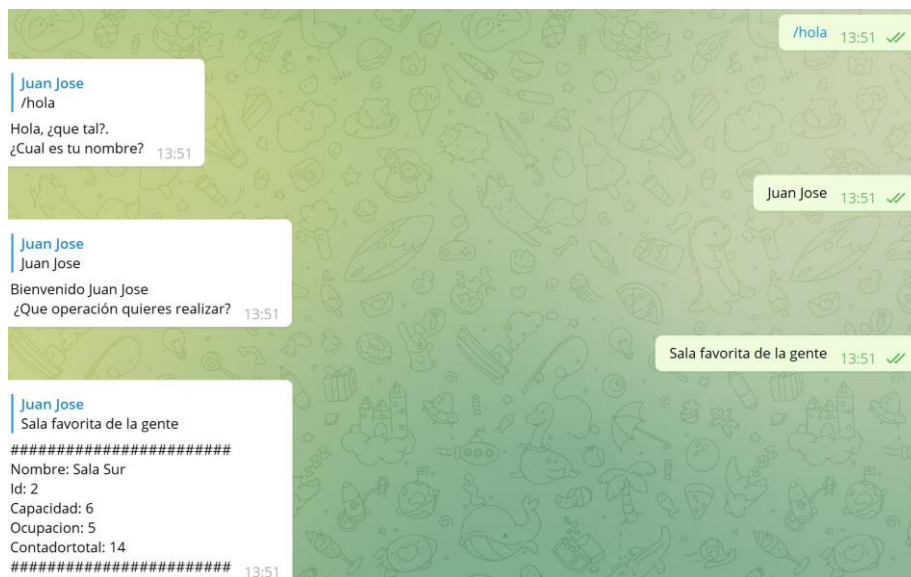 /hola 13:51
Juan Jose
/hola
Hola, ¿que tal?.
¿Cual es tu nombre? 13:51
Juan Jose 13:51
Juan Jose
Juan Jose
Bienvenido Juan Jose
¿Que operación quieres realizar? 13:51
Sala favorita de la gente 13:51
Juan Jose
Sala favorita de la gente
########################
Nombre: Sala Sur
Id: 2
Capacidad: 6
Ocupacion: 5
Contadortotal: 14
######################## 13:51